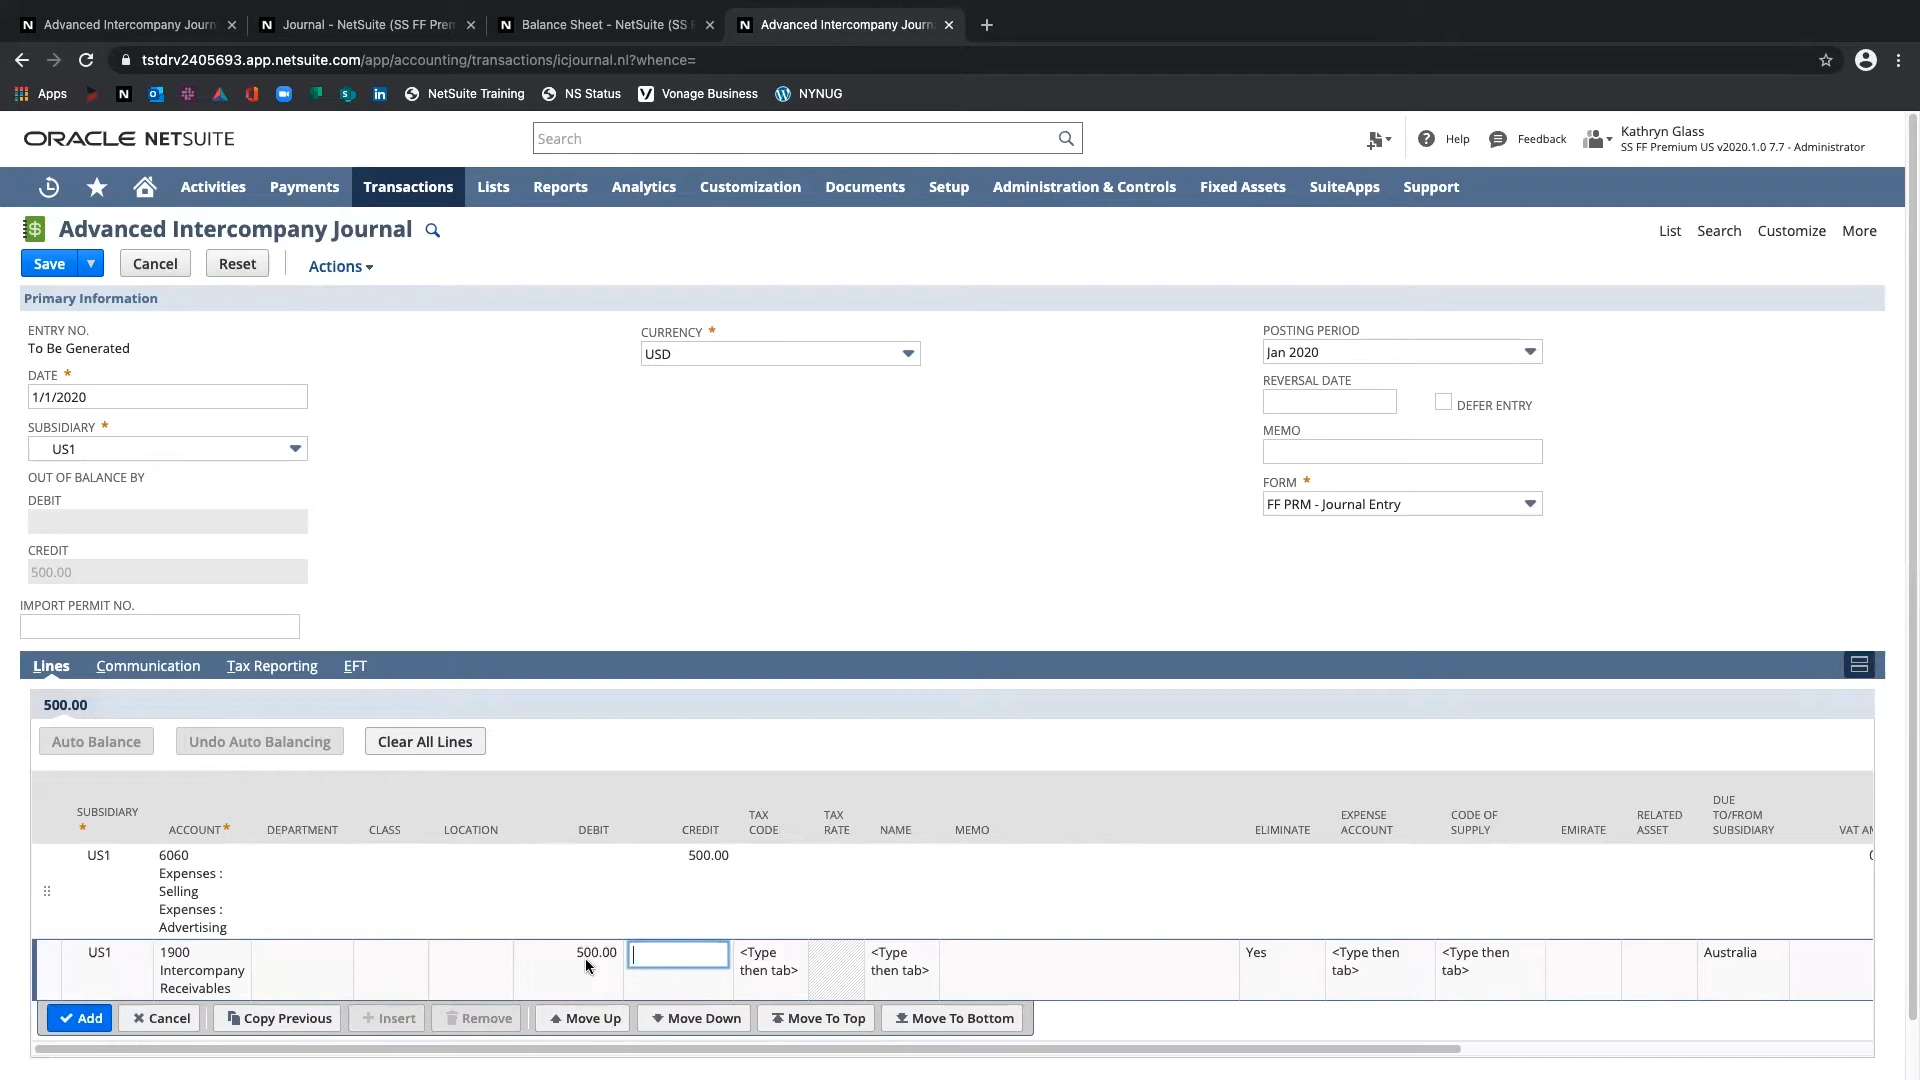 Advanced Intercompany Journ
Journal - NetSuite (SS FF Prem
Balance Sheet - NetSuite (SS F
Advanced Intercompany Journ
tstdrv2405693.app.netsuite.com/app/accounting/transactions/icjournal.nl?whence=
Apps
NetSuite Training
NS Status
Vonage Business
NYNUG
ORACLE NETSUITE
Search
Help
Feedback
Kathryn Glass
SS FF Premium US v2020.1.0 7.7 - Administrator
Activities Payments Transactions Lists Reports Analytics Customization Documents Setup Administration & Controls Fixed Assets SuiteApps Support
Advanced Intercompany Journal
List Search Customize More
Save Cancel Reset Actions
Primary Information
ENTRY NO.
To Be Generated
DATE *
1/1/2020
SUBSIDIARY *
US1
OUT OF BALANCE BY
DEBIT
CREDIT
500.00
IMPORT PERMIT NO.
CURRENCY *
USD
POSTING PERIOD
Jan 2020
REVERSAL DATE
DEFER ENTRY
MEMO
FORM *
FF PRM - Journal Entry
Lines Communication Tax Reporting EFT
500.00
Auto Balance Undo Auto Balancing Clear All Lines
SUBSIDIARY *
ACCOUNT *
DEPARTMENT
CLASS
LOCATION
DEBIT
CREDIT
TAX CODE
TAX RATE
NAME
MEMO
ELIMINATE
EXPENSE ACCOUNT
CODE OF SUPPLY
EMIRATE
RELATED ASSET
DUE TO/FROM SUBSIDIARY
VAT AM
US1
6060
Expenses :
Selling
Expenses :
Advertising
500.00
US1
1900
Intercompany
Receivables
500.00
<Type then tab>
<Type then tab>
Yes
<Type then tab>
<Type then tab>
Australia
Add Cancel Copy Previous Insert Remove Move Up Move Down Move To Top Move To Bottom